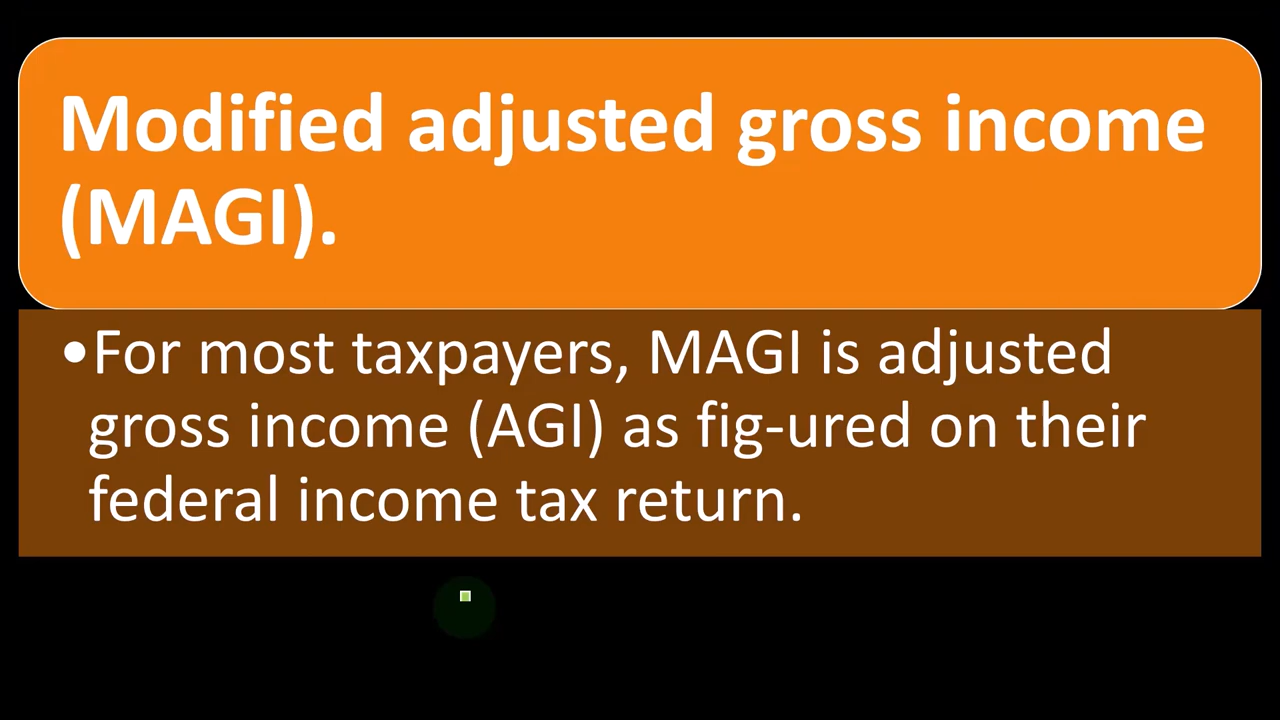 Modified adjusted gross income
(MAGI).
•For most taxpayers, MAGI is adjusted
gross income (AGI) as fig-ured on their
federal income tax return.